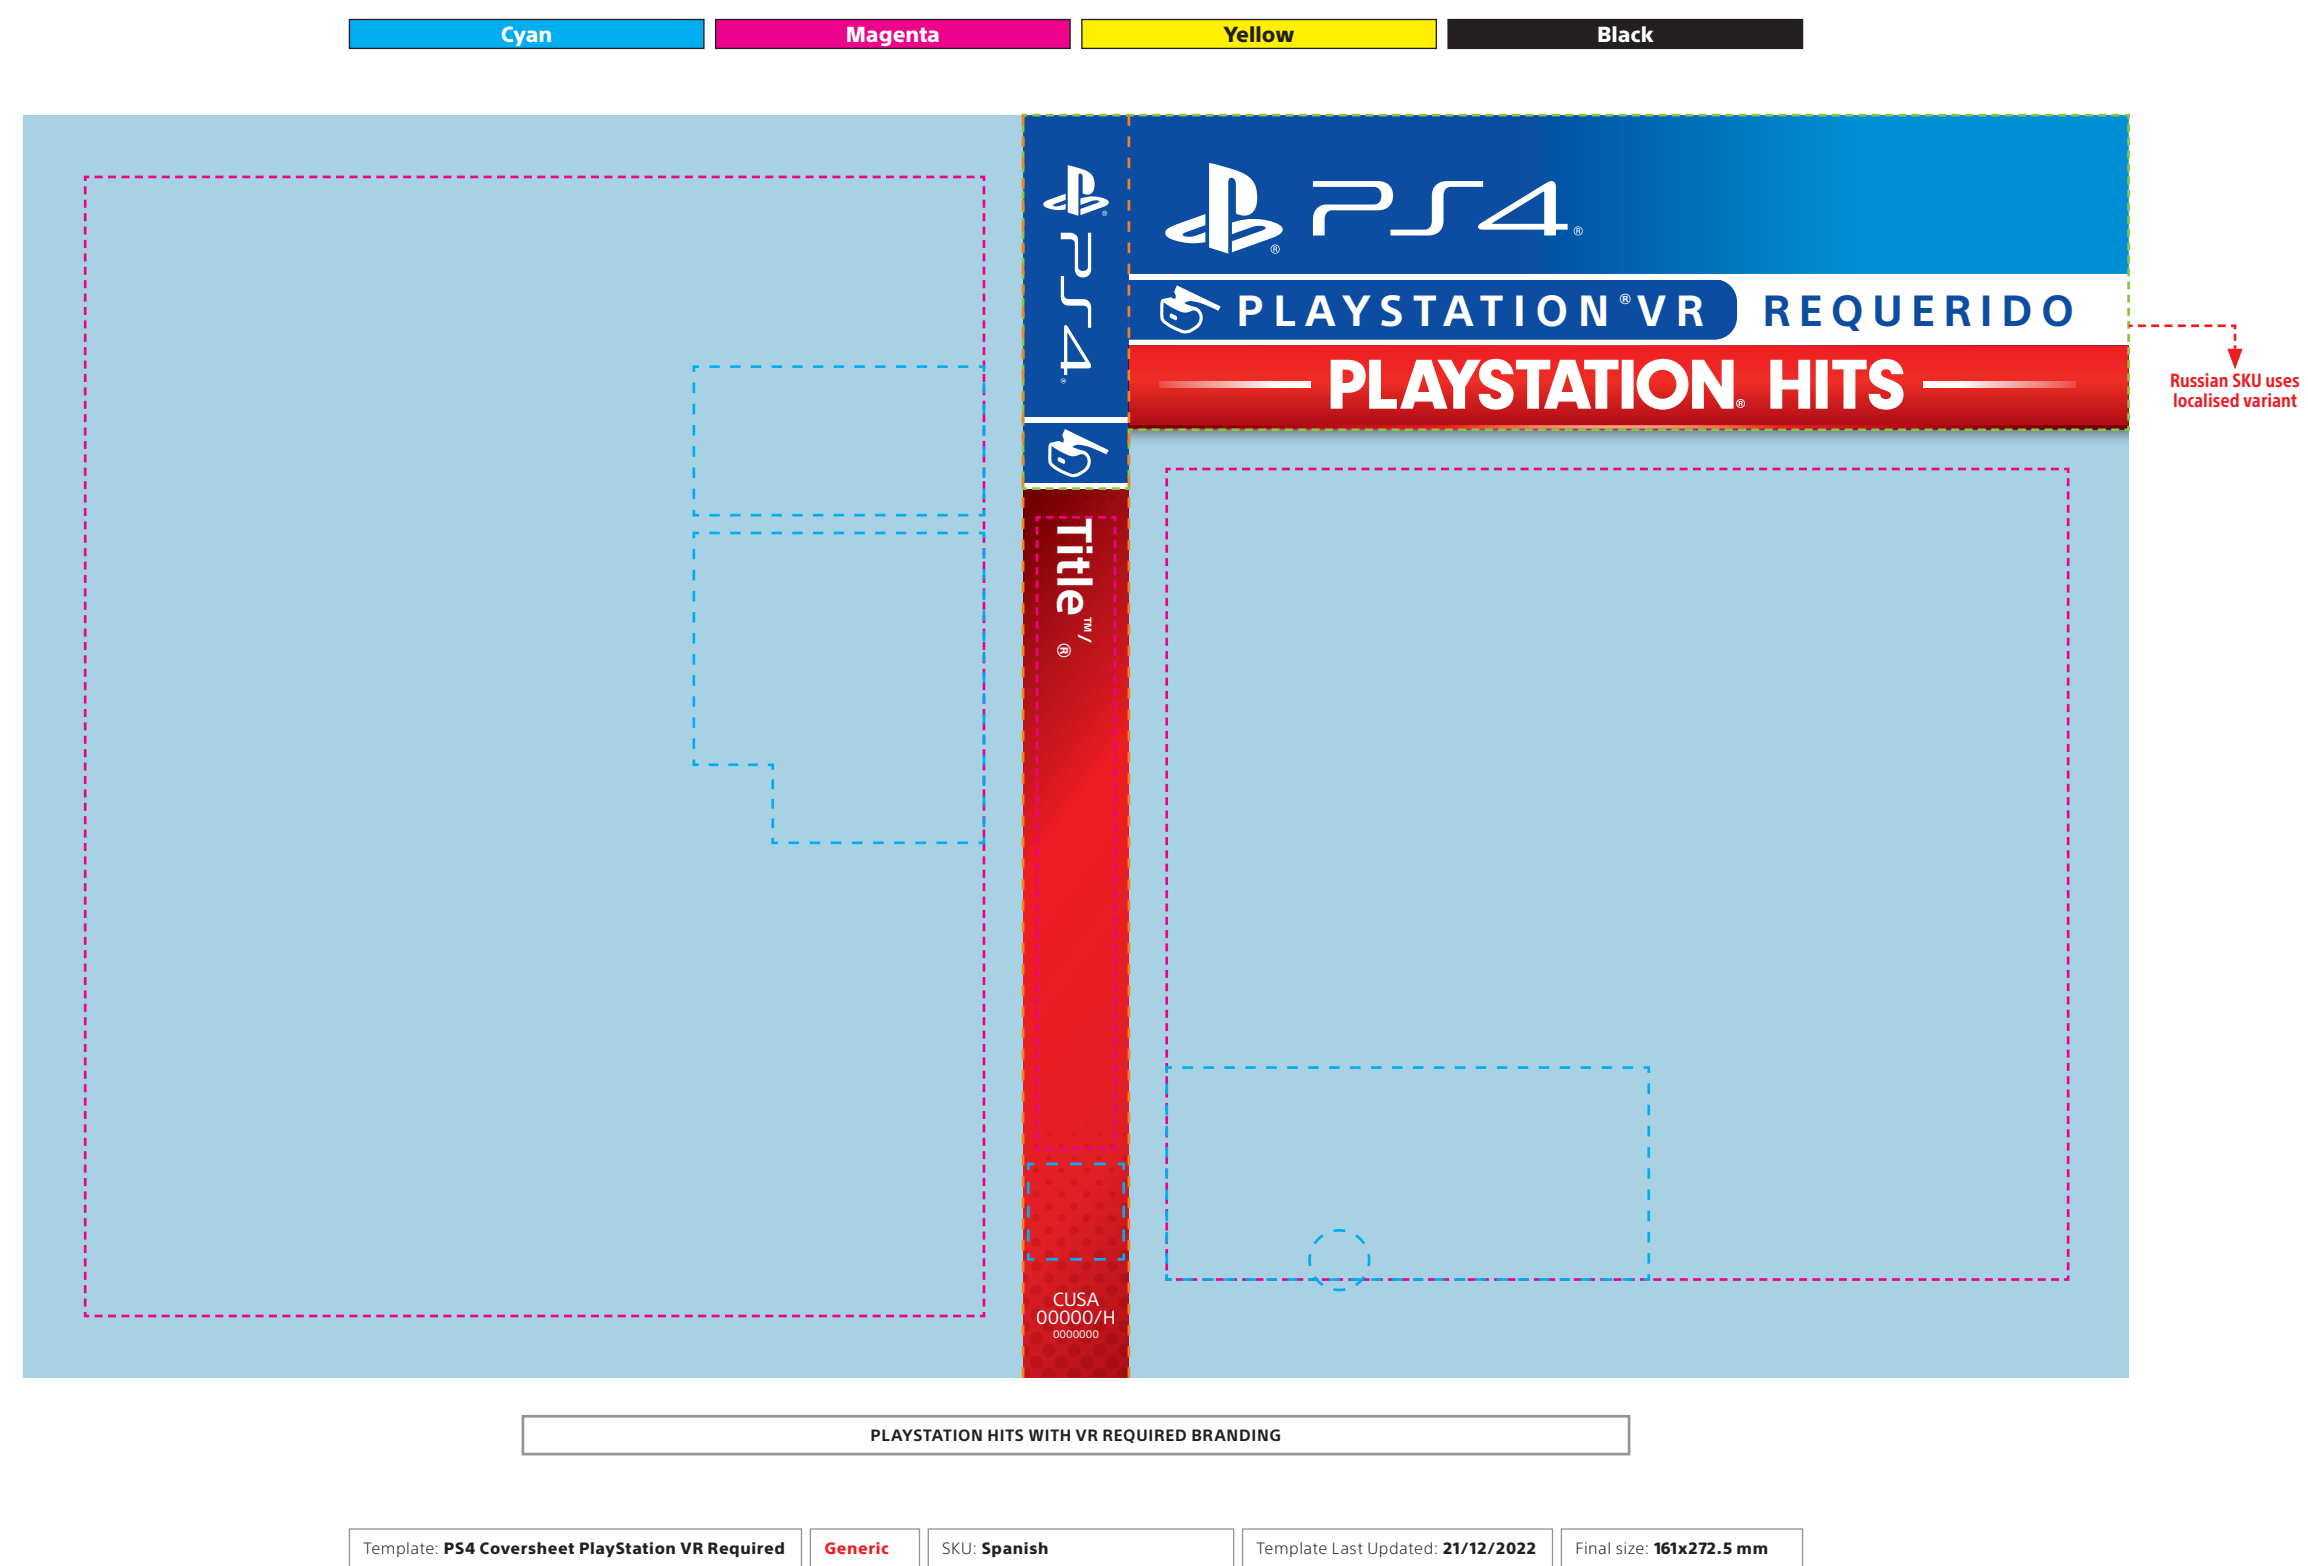 Cyan
Magenta
Yellow
Black
PS4®
PS4®
PLAYSTATION®VR REQUERIDO
PLAYSTATION® HITS
Russian SKU uses
localised variant
Title™/®
CUSA
00000/H
0000000
PLAYSTATION HITS WITH VR REQUIRED BRANDING
Template: PS4 Coversheet PlayStation VR Required
Generic
SKU: Spanish
Template Last Updated: 21/12/2022
Final size: 161x272.5 mm